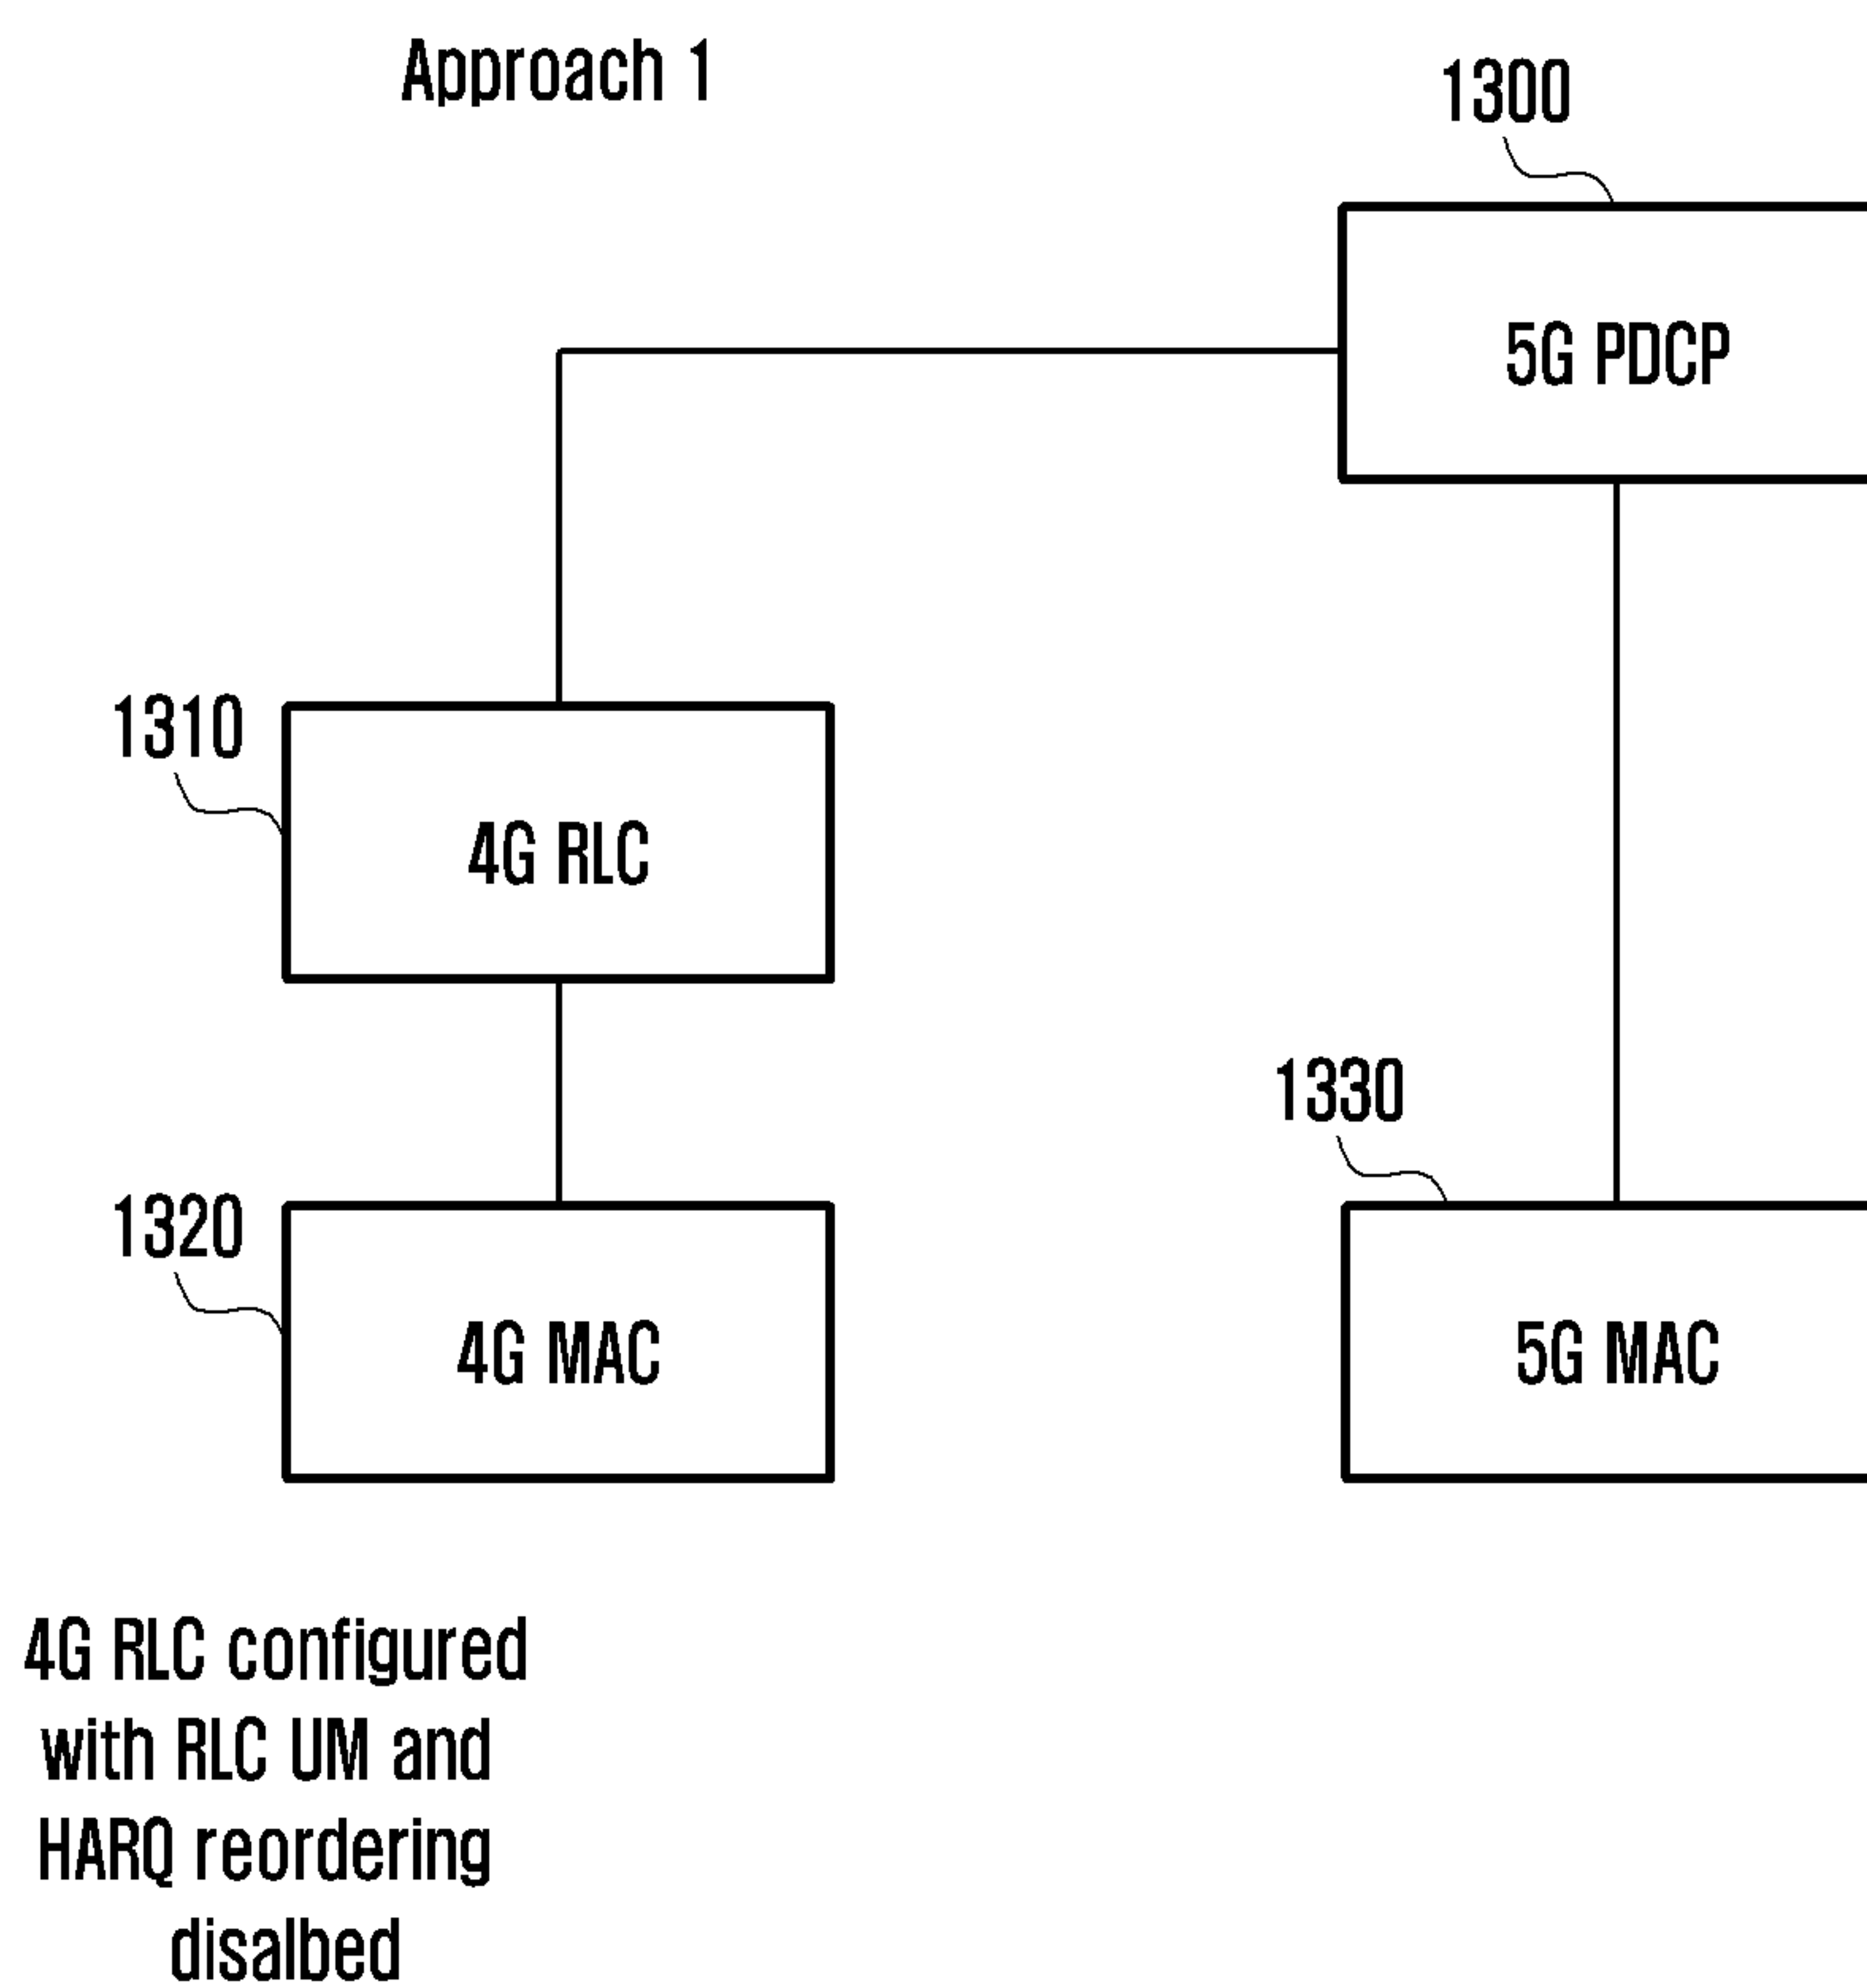 Approach 1
1300
5G PDCP
1310
4G RLC
1330
1320
4G MAC
5G MAC
4G RLC configured
with RLC UM and
HARQ reordering
disalbed